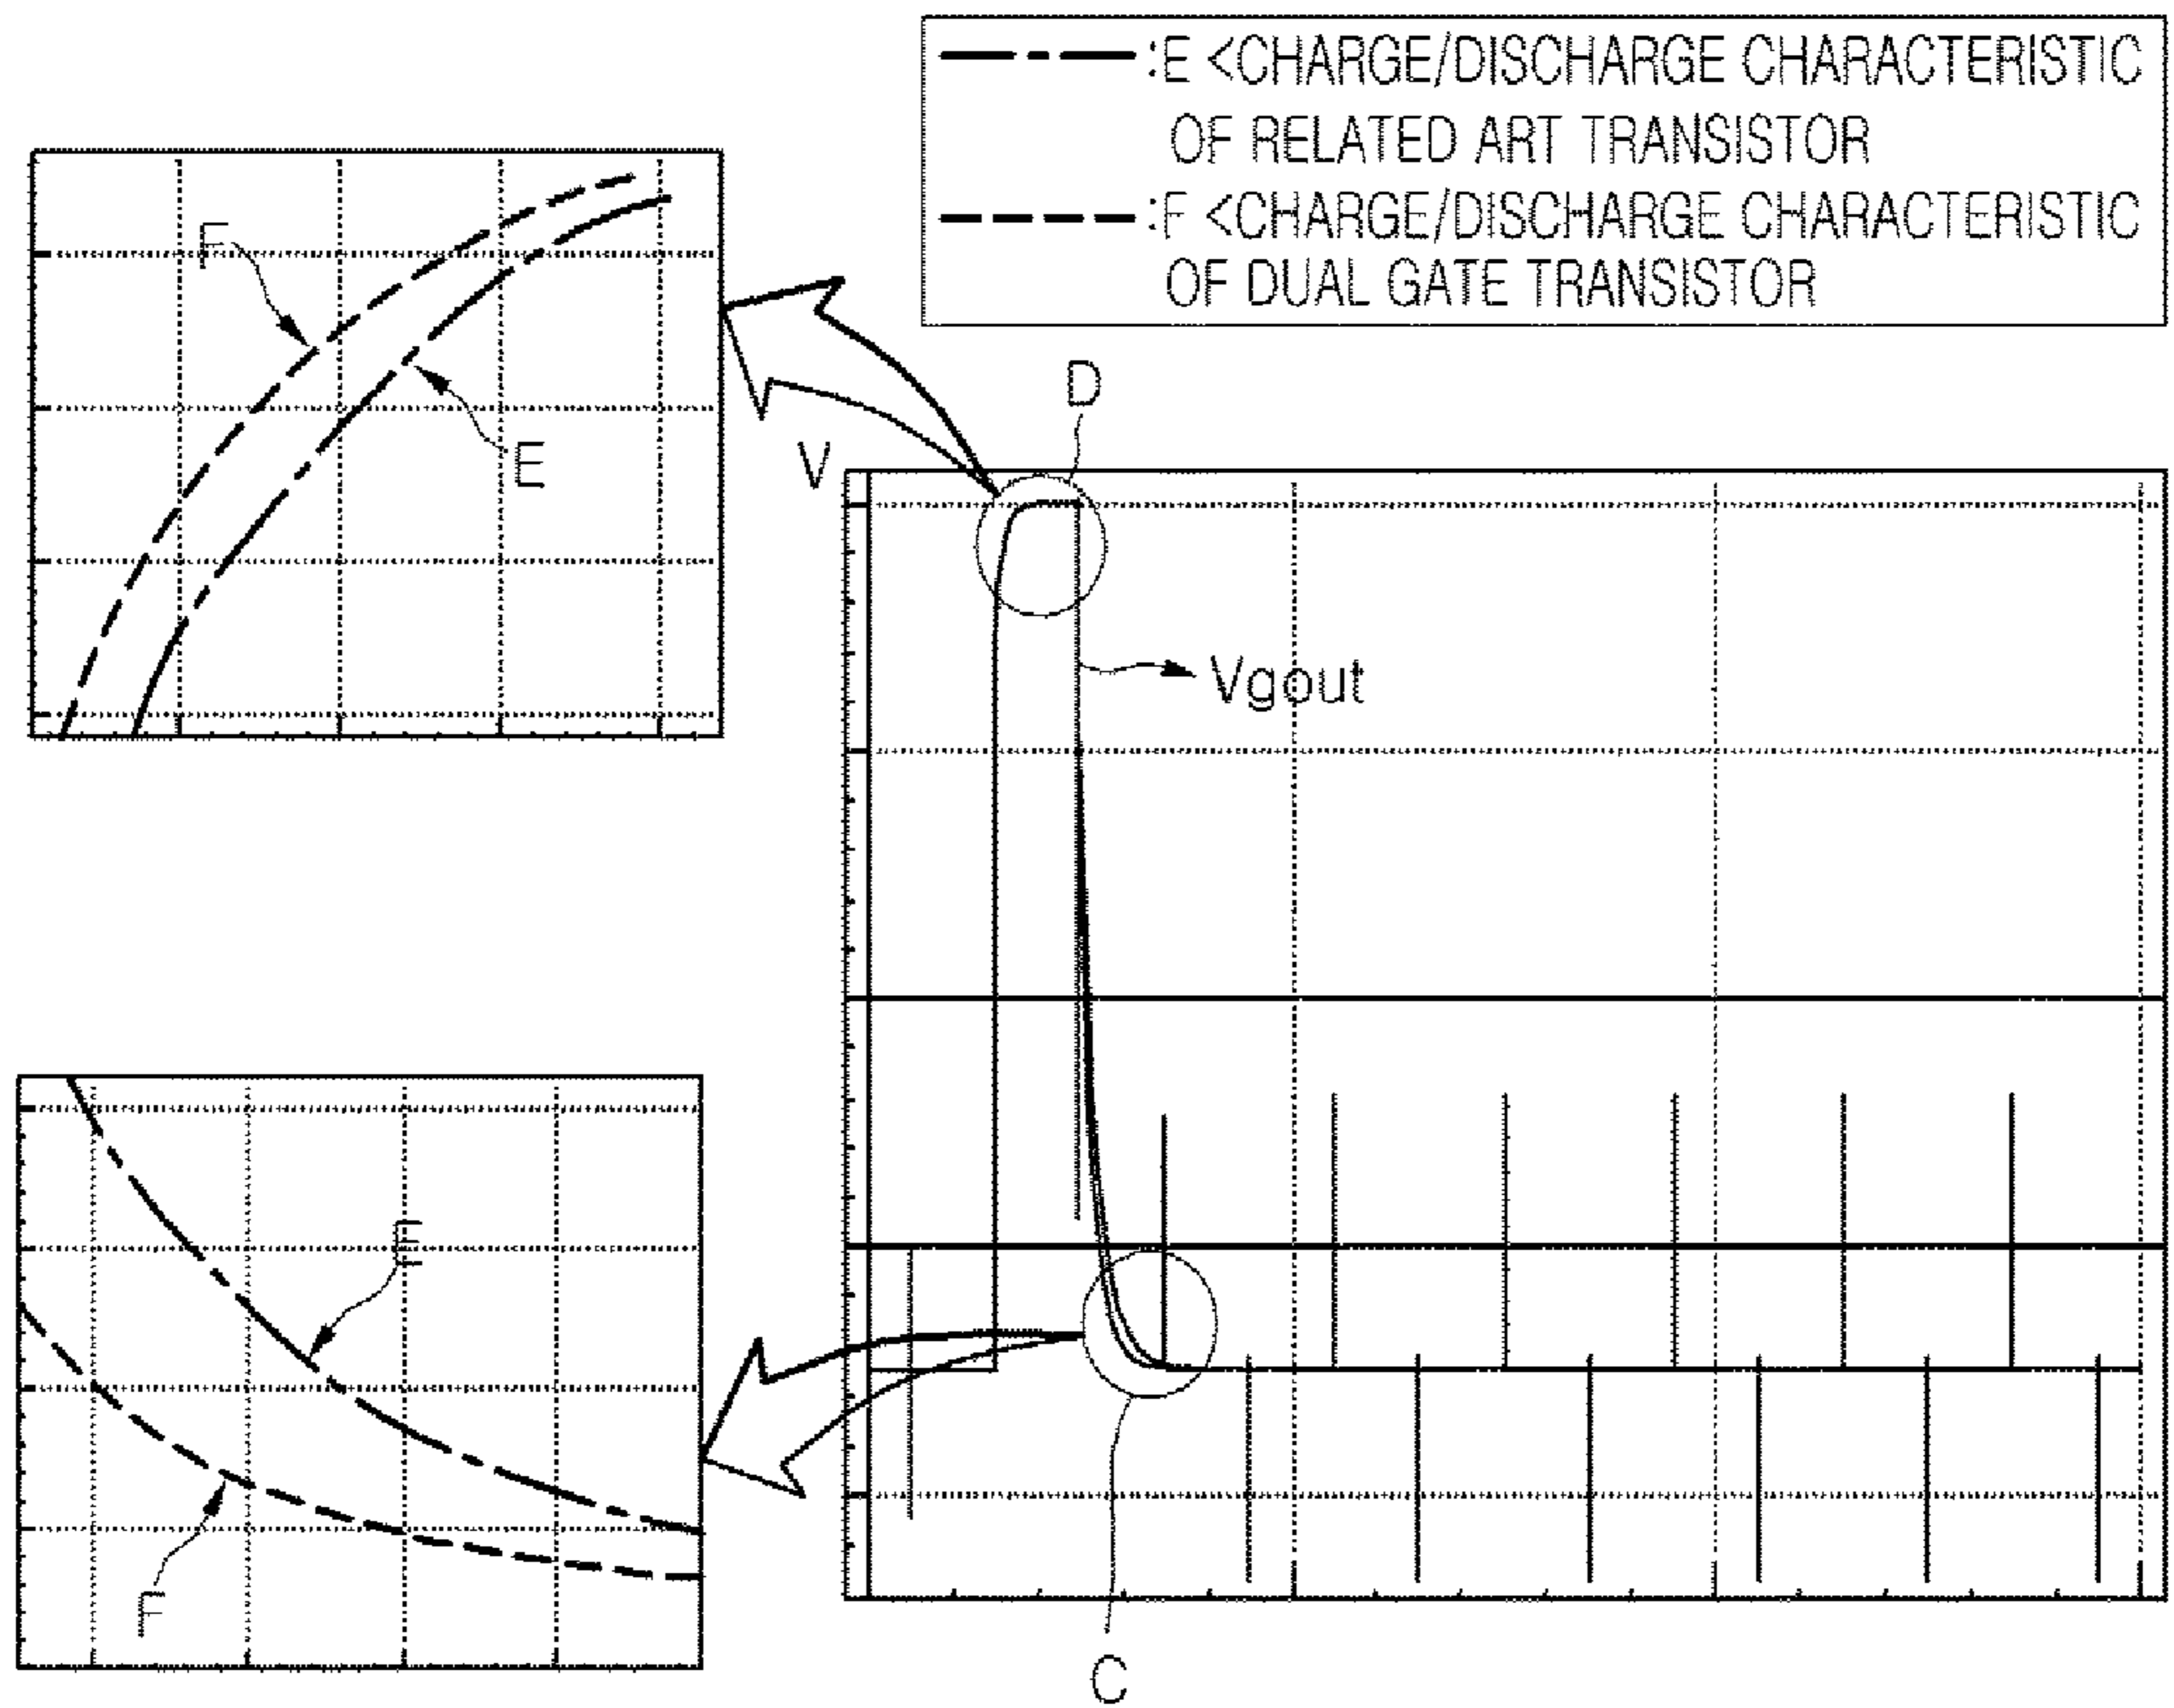 :E <CHARGE/DISCHARGE CHARACTERISTIC
OF RELATED ART TRANSISTOR
:F <CHARGE/DISCHARGE CHARACTERISTIC
OF DUAL GATE TRANSISTOR
F
E
D
V
Vgout
E
F
C